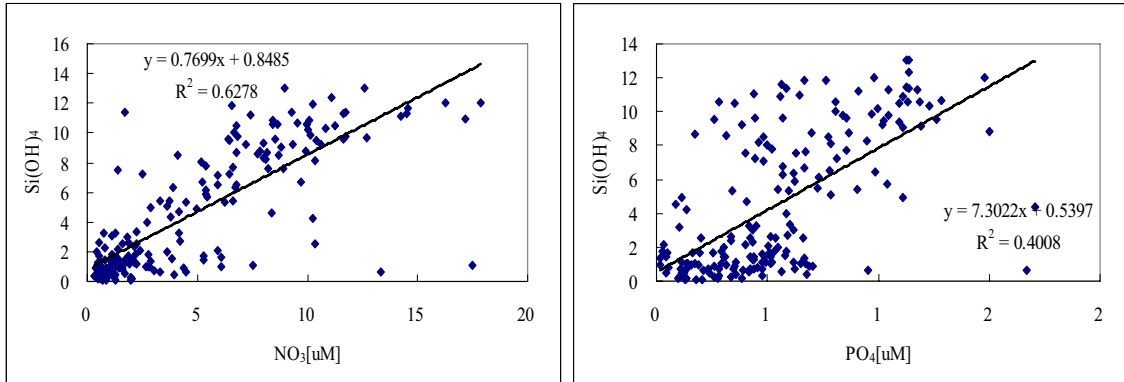 y = 0.7699x + 0.8485
R² = 0.6278
Si(OH)₄
16
14
12
10
8
6
4
2
0
0 5 10 15 20
NO₃[uM]
y = 7.3022x + 0.5397
R² = 0.4008
Si(OH)₄
14
12
10
8
6
4
2
0
0 1 1 2 2
PO₄[uM]